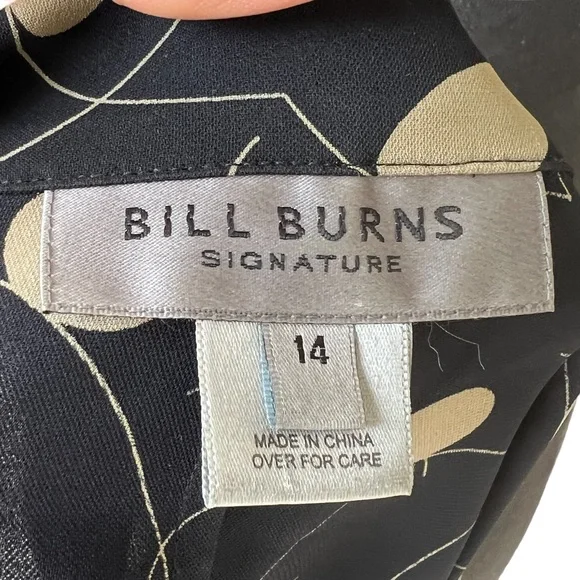 BILL BURNS
SIGNATURE
14
MADE IN CHINA
OVER FOR CARE